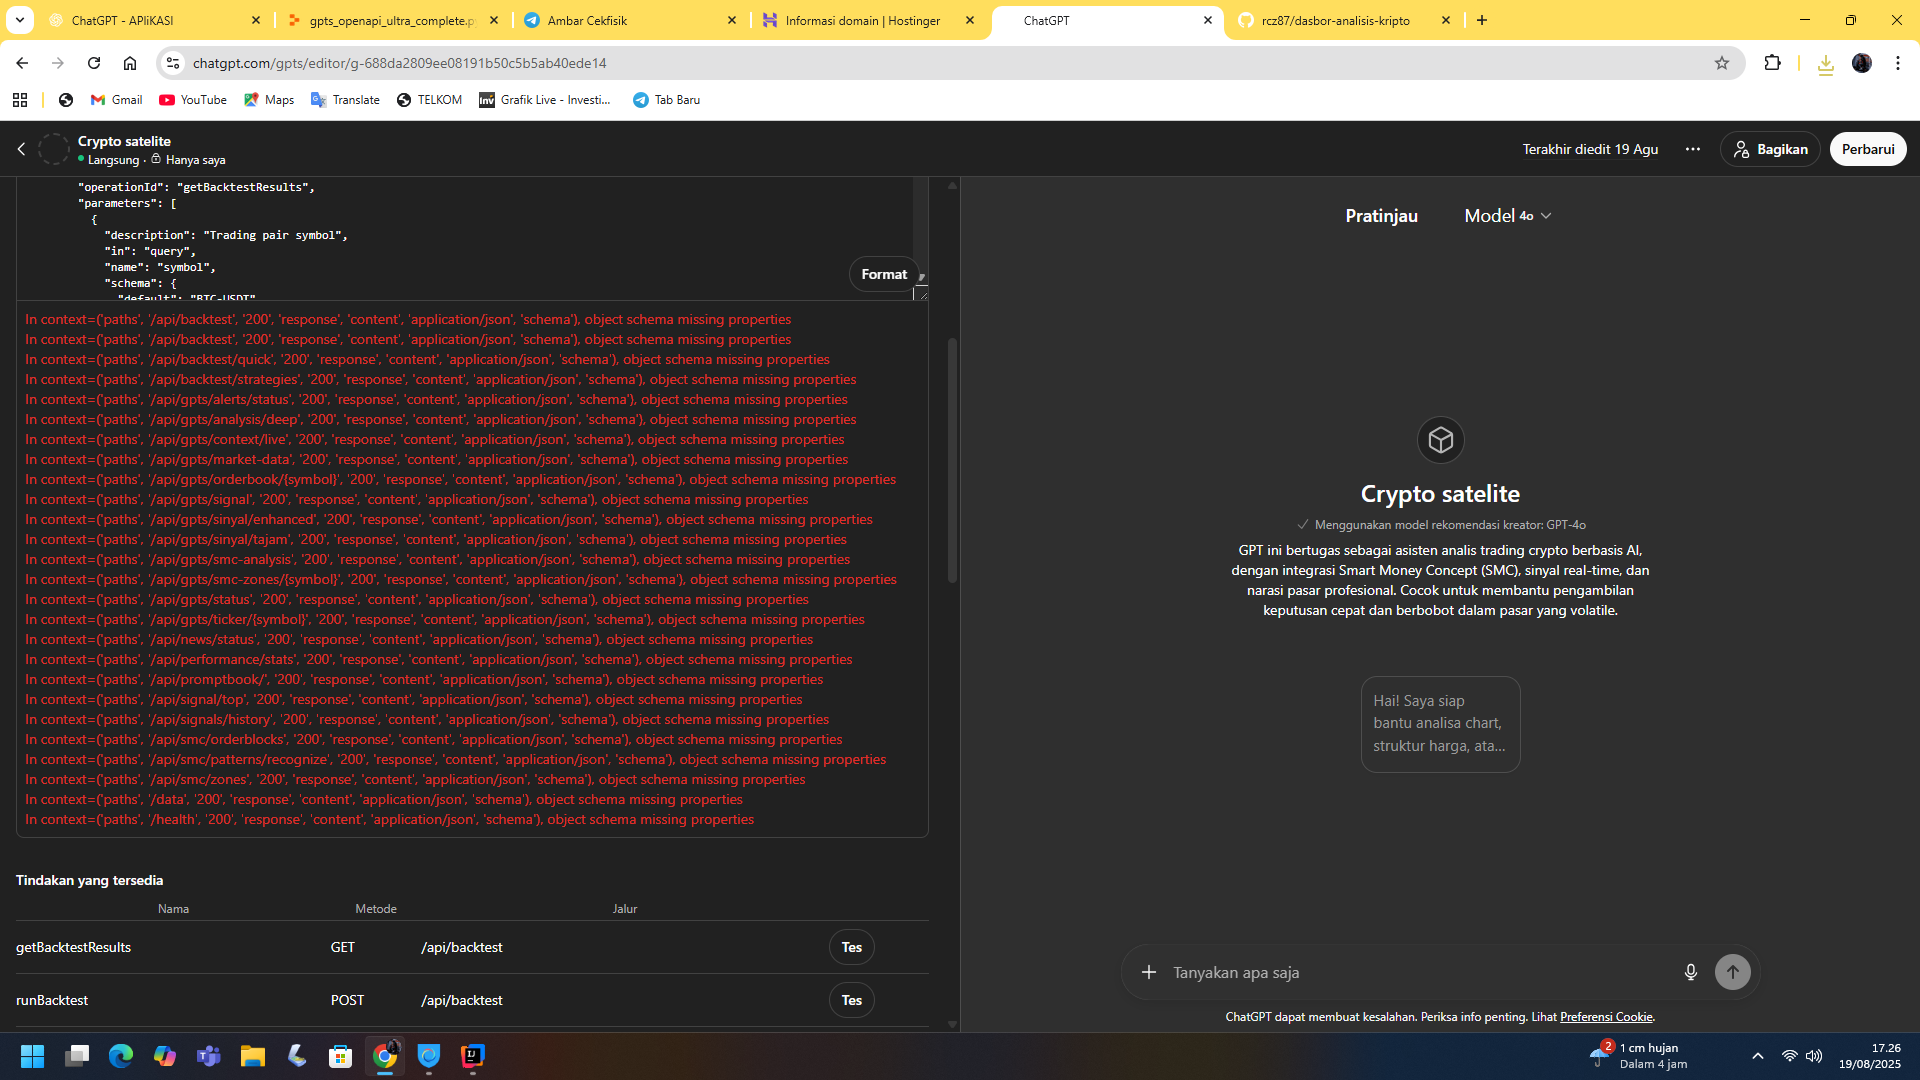 ChatGPT - APliKASI
gpts_openapi_ultra_complete.p
Ambar Cekfisik
Informasi domain | Hostinger
ChatGPT
rcz87/dasbor-analisis-kripto
chatgpt.com/gpts/editor/g-688da2809ee08191b50c5b5ab40ede14
Gmail
YouTube
Maps
Translate
TELKOM
Grafik Live - Investi...
Tab Baru
Crypto satelite
Langsung · Hanya saya
Terakhir diedit 19 Agu
Bagikan
Perbarui
"operationId": "getBacktestResults",
"parameters": [
{
"description": "Trading pair symbol",
"in": "query",
"name": "symbol",
"schema": {
"default": "BTC-USDT"
Format
In context=('paths', '/api/backtest', '200', 'response', 'content', 'application/json', 'schema'), object schema missing properties
In context=('paths', '/api/backtest', '200', 'response', 'content', 'application/json', 'schema'), object schema missing properties
In context=('paths', '/api/backtest/quick', '200', 'response', 'content', 'application/json', 'schema'), object schema missing properties
In context=('paths', '/api/backtest/strategies', '200', 'response', 'content', 'application/json', 'schema'), object schema missing properties
In context=('paths', '/api/gpts/alerts/status', '200', 'response', 'content', 'application/json', 'schema'), object schema missing properties
In context=('paths', '/api/gpts/analysis/deep', '200', 'response', 'content', 'application/json', 'schema'), object schema missing properties
In context=('paths', '/api/gpts/context/live', '200', 'response', 'content', 'application/json', 'schema'), object schema missing properties
In context=('paths', '/api/gpts/market-data', '200', 'response', 'content', 'application/json', 'schema'), object schema missing properties
In context=('paths', '/api/gpts/orderbook/{symbol}', '200', 'response', 'content', 'application/json', 'schema'), object schema missing properties
In context=('paths', '/api/gpts/signal', '200', 'response', 'content', 'application/json', 'schema'), object schema missing properties
In context=('paths', '/api/gpts/sinyal/enhanced', '200', 'response', 'content', 'application/json', 'schema'), object schema missing properties
In context=('paths', '/api/gpts/sinyal/tajam', '200', 'response', 'content', 'application/json', 'schema'), object schema missing properties
In context=('paths', '/api/gpts/smc-analysis', '200', 'response', 'content', 'application/json', 'schema'), object schema missing properties
In context=('paths', '/api/gpts/smc-zones/{symbol}', '200', 'response', 'content', 'application/json', 'schema'), object schema missing properties
In context=('paths', '/api/gpts/status', '200', 'response', 'content', 'application/json', 'schema'), object schema missing properties
In context=('paths', '/api/gpts/ticker/{symbol}', '200', 'response', 'content', 'application/json', 'schema'), object schema missing properties
In context=('paths', '/api/news/status', '200', 'response', 'content', 'application/json', 'schema'), object schema missing properties
In context=('paths', '/api/performance/stats', '200', 'response', 'content', 'application/json', 'schema'), object schema missing properties
In context=('paths', '/api/promptbook/', '200', 'response', 'content', 'application/json', 'schema'), object schema missing properties
In context=('paths', '/api/signal/top', '200', 'response', 'content', 'application/json', 'schema'), object schema missing properties
In context=('paths', '/api/signals/history', '200', 'response', 'content', 'application/json', 'schema'), object schema missing properties
In context=('paths', '/api/smc/orderblocks', '200', 'response', 'content', 'application/json', 'schema'), object schema missing properties
In context=('paths', '/api/smc/patterns/recognize', '200', 'response', 'content', 'application/json', 'schema'), object schema missing properties
In context=('paths', '/api/smc/zones', '200', 'response', 'content', 'application/json', 'schema'), object schema missing properties
In context=('paths', '/data', '200', 'response', 'content', 'application/json', 'schema'), object schema missing properties
In context=('paths', '/health', '200', 'response', 'content', 'application/json', 'schema'), object schema missing properties
Tindakan yang tersedia
Nama Metode Jalur
getBacktestResults GET /api/backtest Tes
runBacktest POST /api/backtest Tes
Pratinjau
Model 4o
Crypto satelite
Menggunakan model rekomendasi kreator: GPT-4o
GPT ini bertugas sebagai asisten analis trading crypto berbasis AI,
dengan integrasi Smart Money Concept (SMC), sinyal real-time, dan
narasi pasar profesional. Cocok untuk membantu pengambilan
keputusan cepat dan berbobot dalam pasar yang volatile.
Hai! Saya siap
bantu analisa chart,
struktur harga, ata...
Tanyakan apa saja
ChatGPT dapat membuat kesalahan. Periksa info penting. Lihat Preferensi Cookie.
2
1 cm hujan
Dalam 4 jam
17.26
19/08/2025